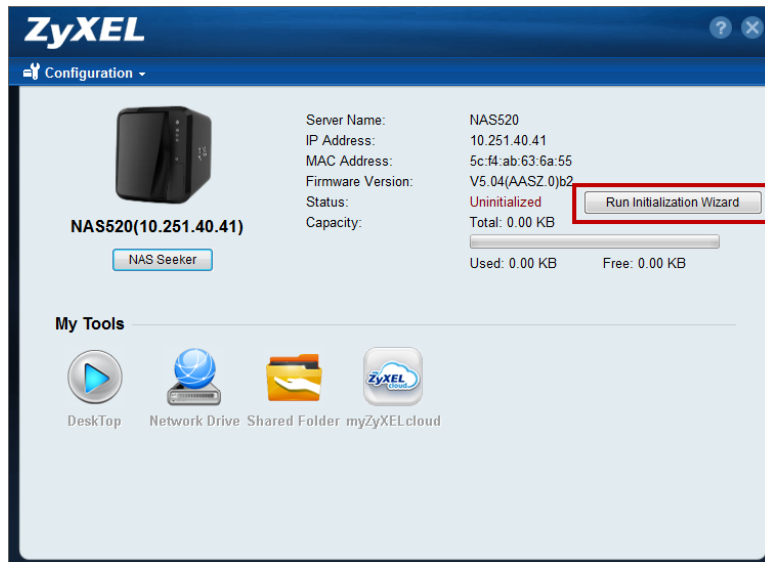 ZyXEL
Configuration
Server Name: NAS520
IP Address: 10.251.40.41
MAC Address: 5c:f4:ab:63:6a:55
Firmware Version: V5.04(AASZ.0)b2
Status: Uninitialized Run Initialization Wizard
Capacity: Total: 0.00 KB
NAS520(10.251.40.41)
NAS Seeker
Used: 0.00 KB Free: 0.00 KB
My Tools
ZyXEL
cloud
DeskTop Network Drive Shared Folder myZyXELcloud